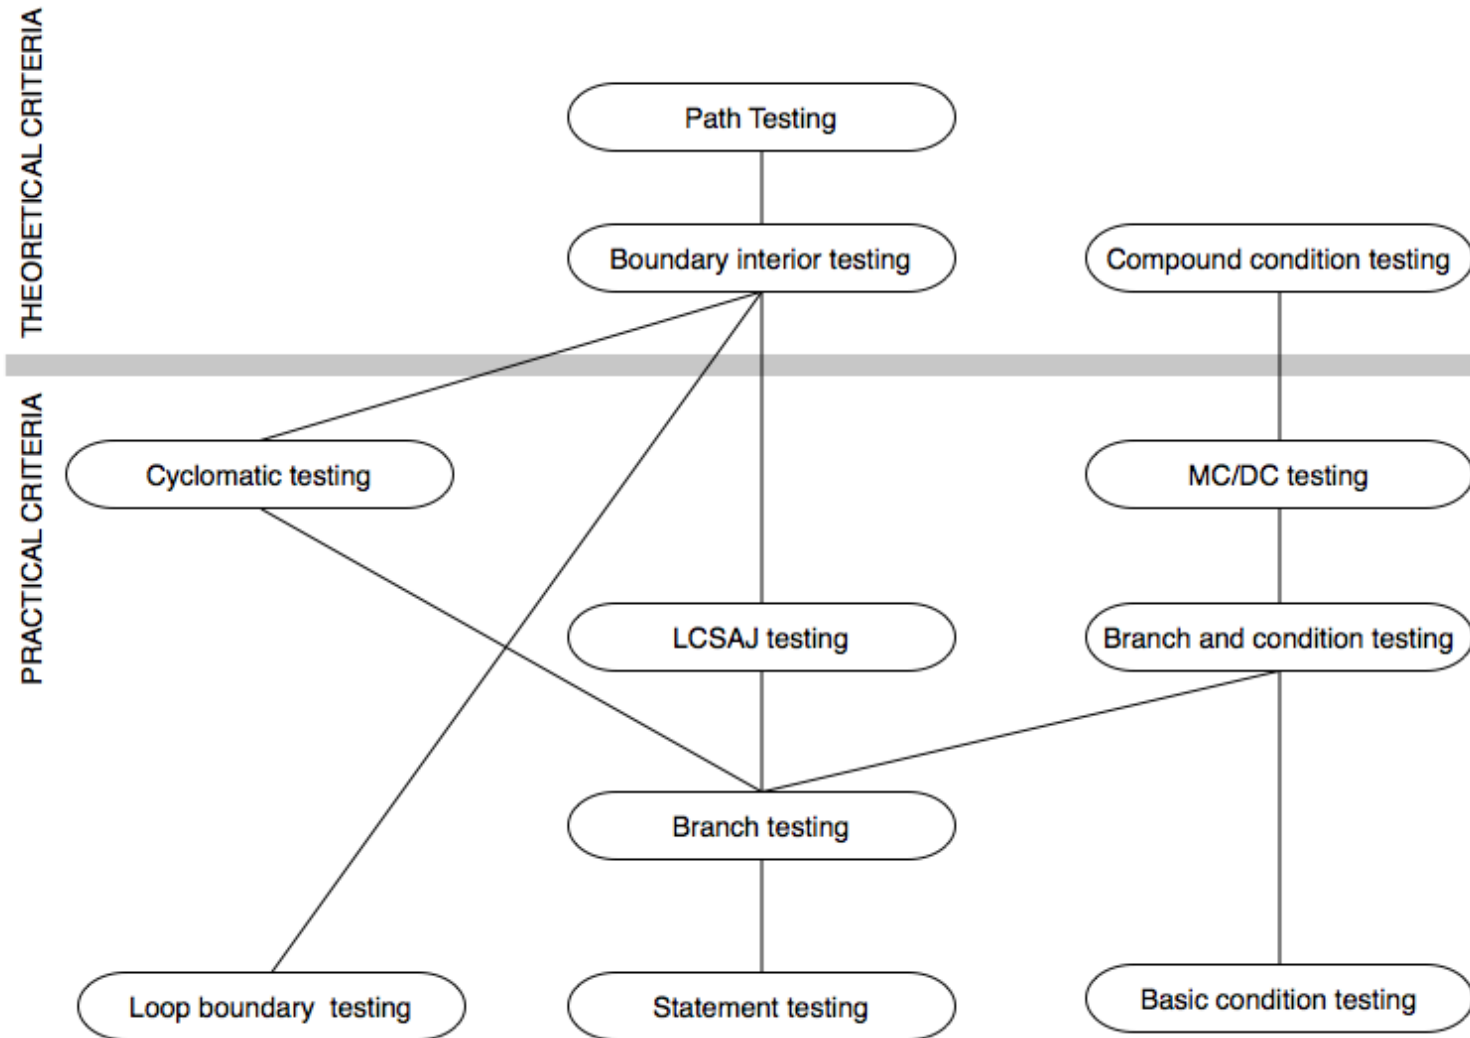 THEORETICAL CRITERIA
Path Testing
Boundary interior testing
Compound condition testing
PRACTICAL CRITERIA
Cyclomatic testing
MC/DC testing
LCSAJ testing
Branch and condition testing
Branch testing
Loop boundary testing
Statement testing
Basic condition testing